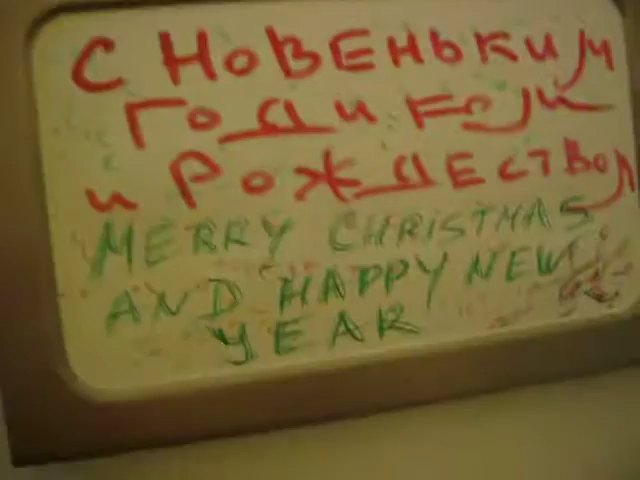 С НОВЕНЬКИМ
ГОДИКОМ
и РОЖДЕСТВОМ
MERRY CHRISTMAS
AND HAPPY NEW
YEAR